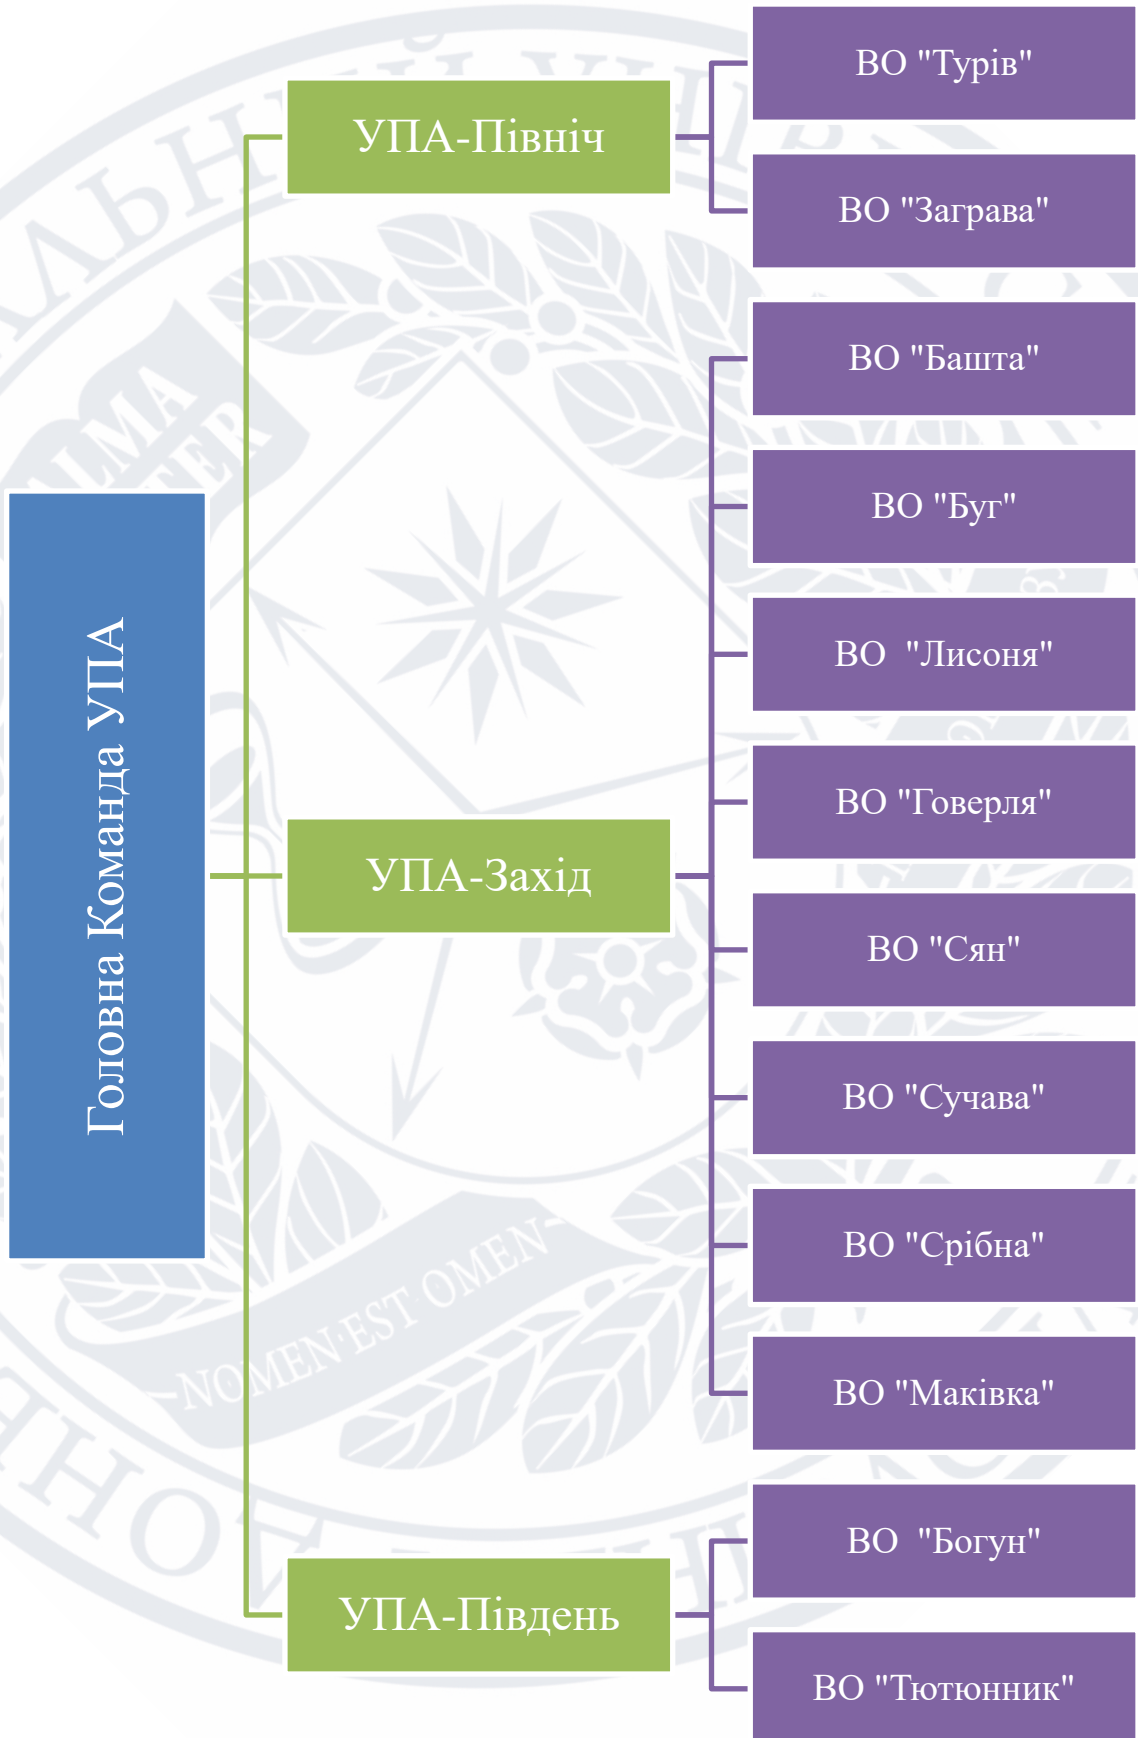 Головна Команда УПА
УПА-Північ
ВО "Турів"
ВО "Заграва"
УПА-Захід
ВО "Башта"
ВО "Буг"
ВО  "Лисоня"
ВО "Говерля"
ВО "Сян"
ВО "Сучава"
ВО "Срібна"
ВО "Маківка"
УПА-Південь
ВО  "Богун"
ВО "Тютюнник"
ALMA
NOMEN EST OMEN